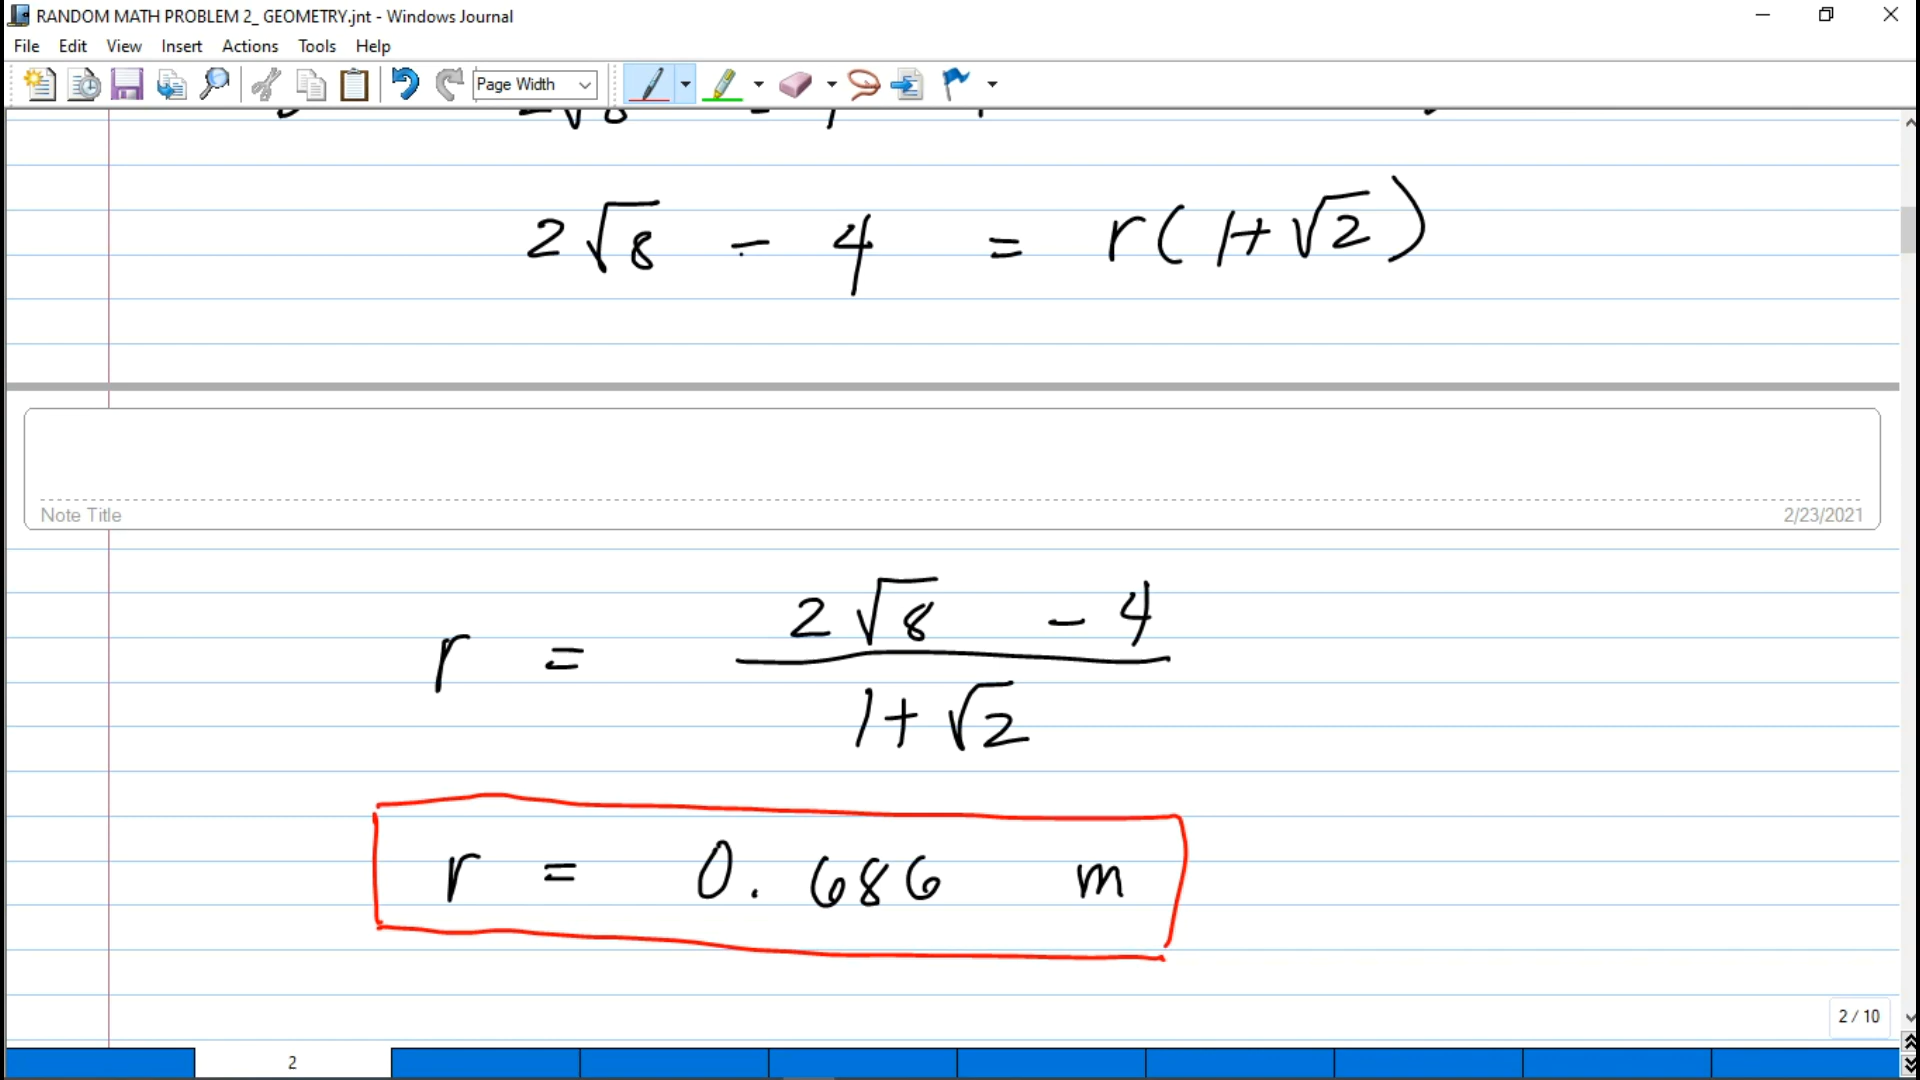 RANDOM MATH PROBLEM 2_ GEOMETRY.jnt - Windows Journal
File Edit View Insert Actions Tools Help
Page Width
2√8 - 4 = r(1+√2)
Note Title 2/23/2021
r = (2√8 - 4)/(1+√2)
r = 0.686 m
2 / 10
2